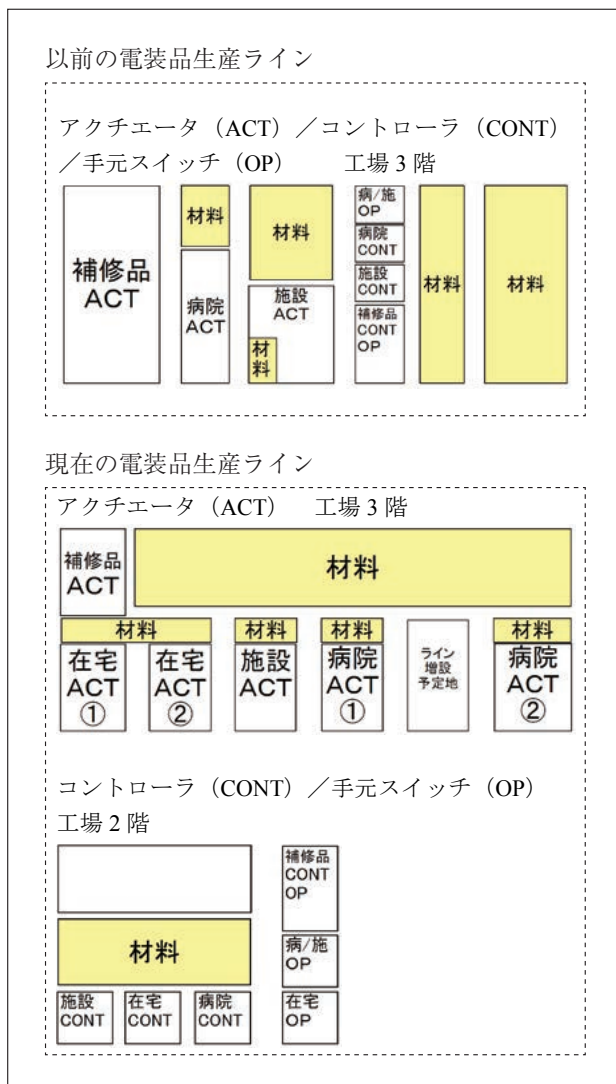 以前の電装品生産ライン
アクチエータ（ACT）／コントローラ（CONT）
／手元スイッチ（OP）　　工場 3 階
補修品
ACT
材料
病院
ACT
材料
施設
ACT
材
料
病/施
OP
病院
CONT
施設
CONT
補修品
CONT
OP
材料
材料
現在の電装品生産ライン
アクチエータ（ACT）　工場 3 階
補修品
ACT
材料
材料
在宅
ACT
①
在宅
ACT
②
材料
施設
ACT
材料
病院
ACT
①
ライン
増設
予定地
材料
病院
ACT
②
コントローラ（CONT）／手元スイッチ（OP）
工場 2 階
材料
施設
CONT
在宅
CONT
病院
CONT
補修品
CONT
OP
病/施
OP
在宅
OP